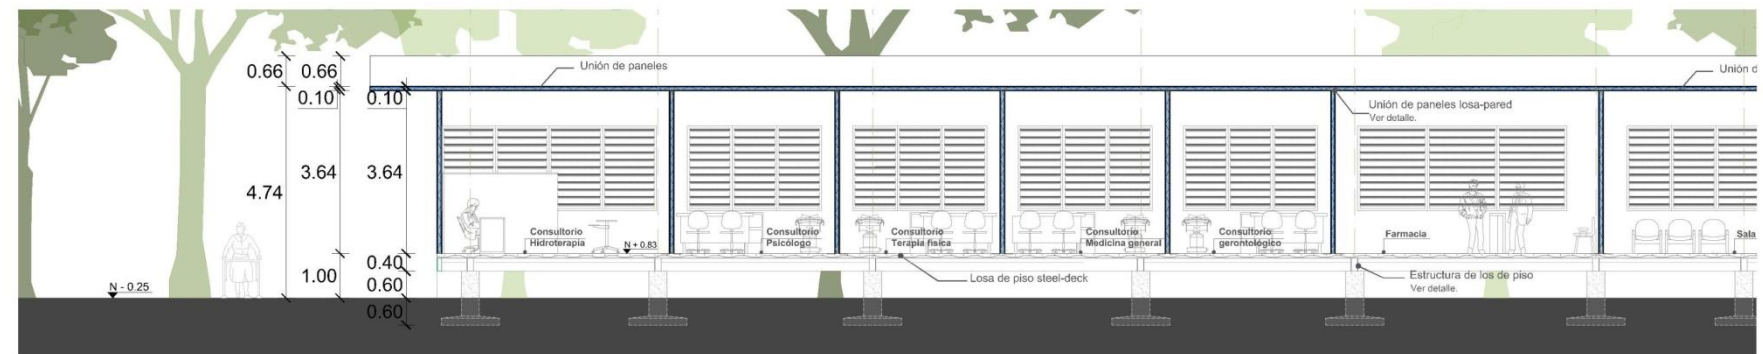 0.66
0.66
Unión de paneles
Unión d
0.10
0.10
Unión de paneles losa-pared
Ver detalle.
3.64
3.64
4.74
Consultorio
Hidroterapia
N + 0.83
Consultorio
Psicólogo
Consultorio
Terapia física
Consultorio
Medicina general
Consultorio
gerontológico
Farmacia
Sala
0.40
1.00
0.60
Losa de piso steel-deck
Estructura de los de piso
Ver detalle.
N - 0.25
0.60